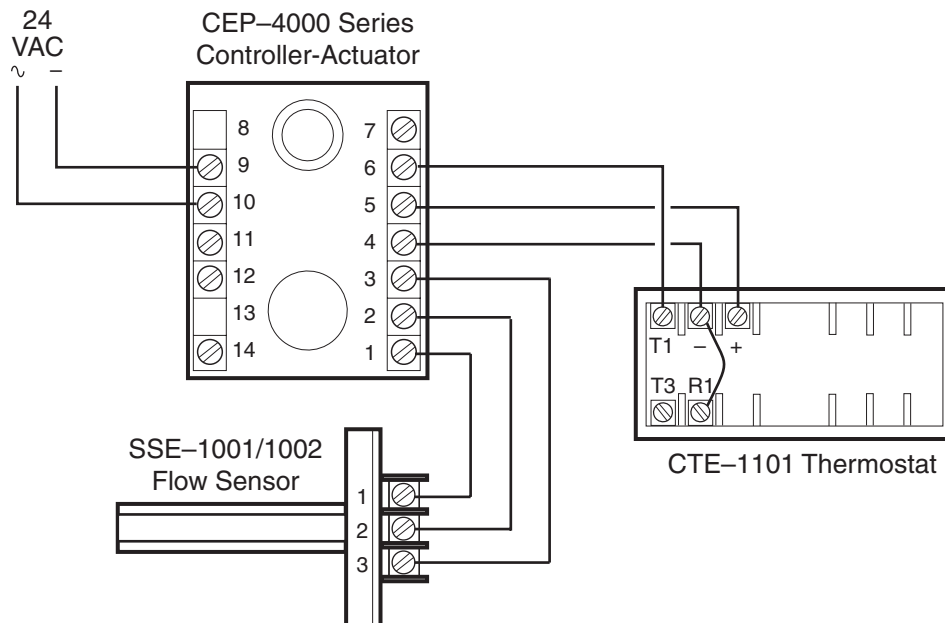 24
VAC
∿ –
CEP–4000 Series
Controller-Actuator
8
9
10
11
12
13
14
7
6
5
4
3
2
1
T1 – +
T3 R1
CTE–1101 Thermostat
SSE–1001/1002
Flow Sensor
1
2
3